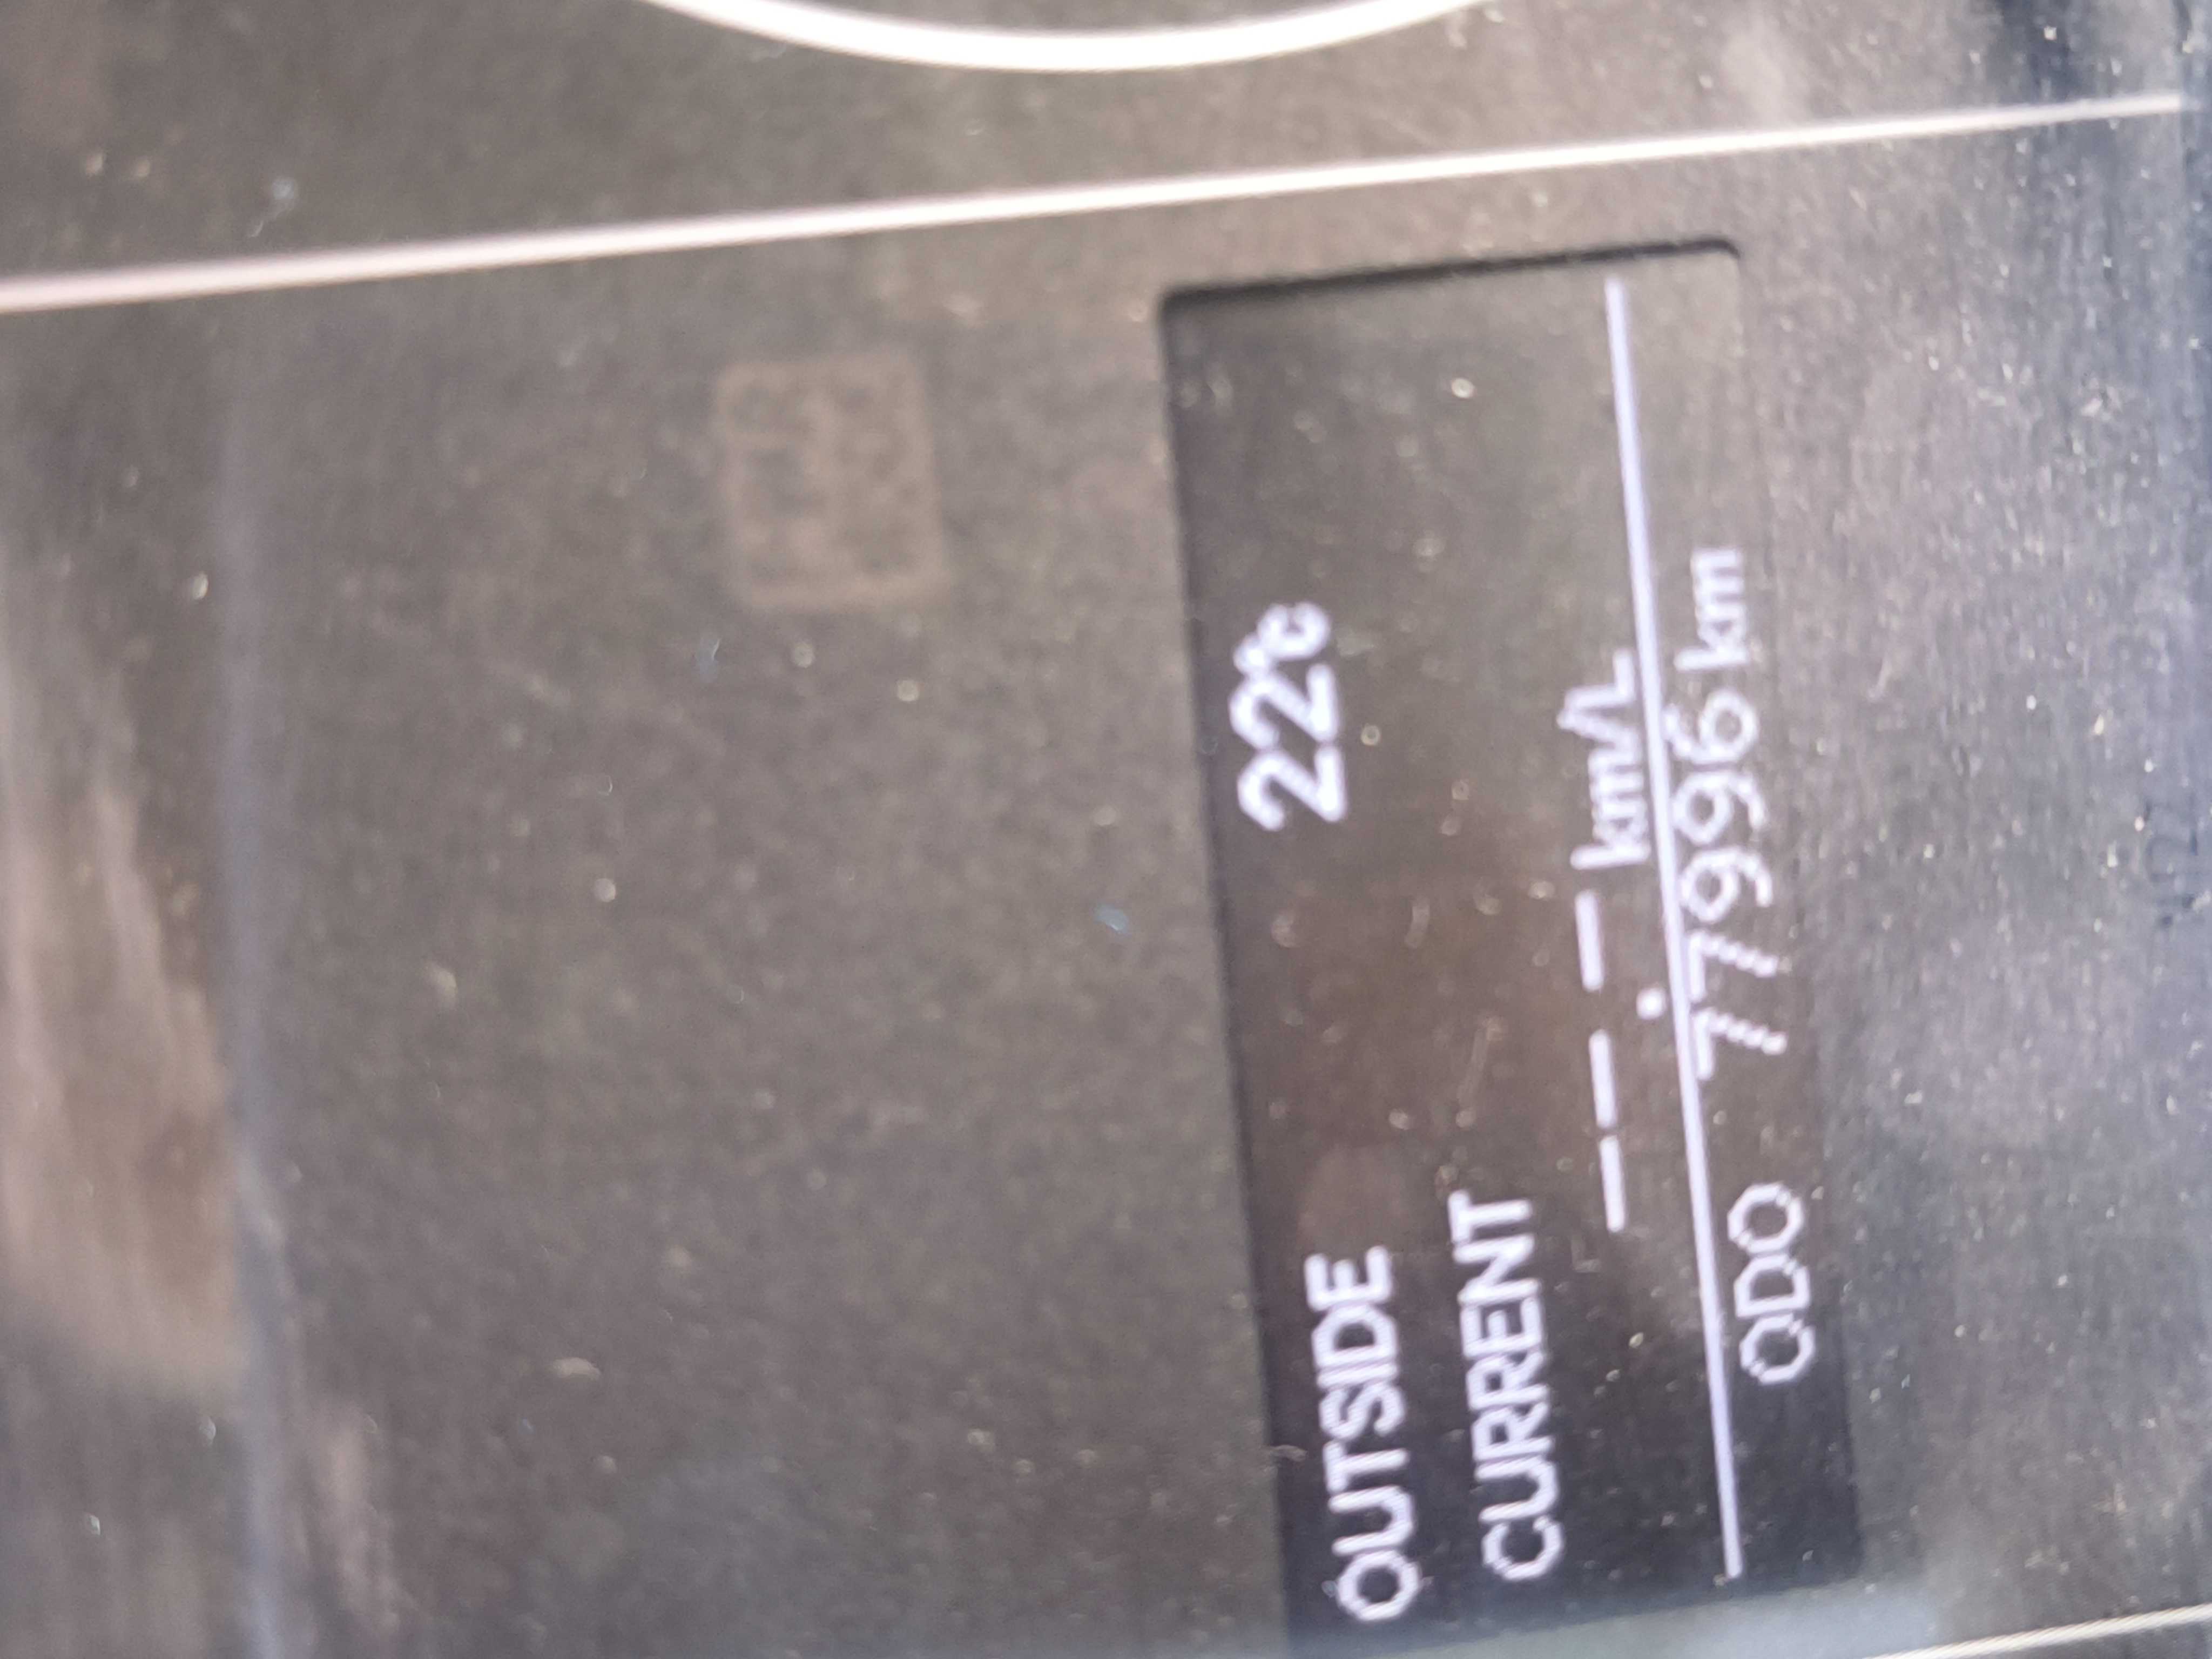 OUTSIDE 22°C
CURRENT
---.- km/L
ODO 77996 km